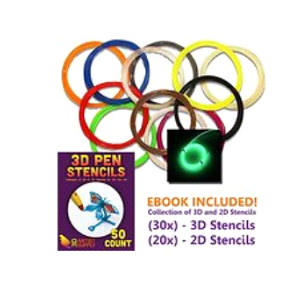 3D PEN
STENCILS
50
COUNT
EBOOK INCLUDED!
Collection of 3D and 2D Stencils
(30x) - 3D Stencils
(20x) - 2D Stencils